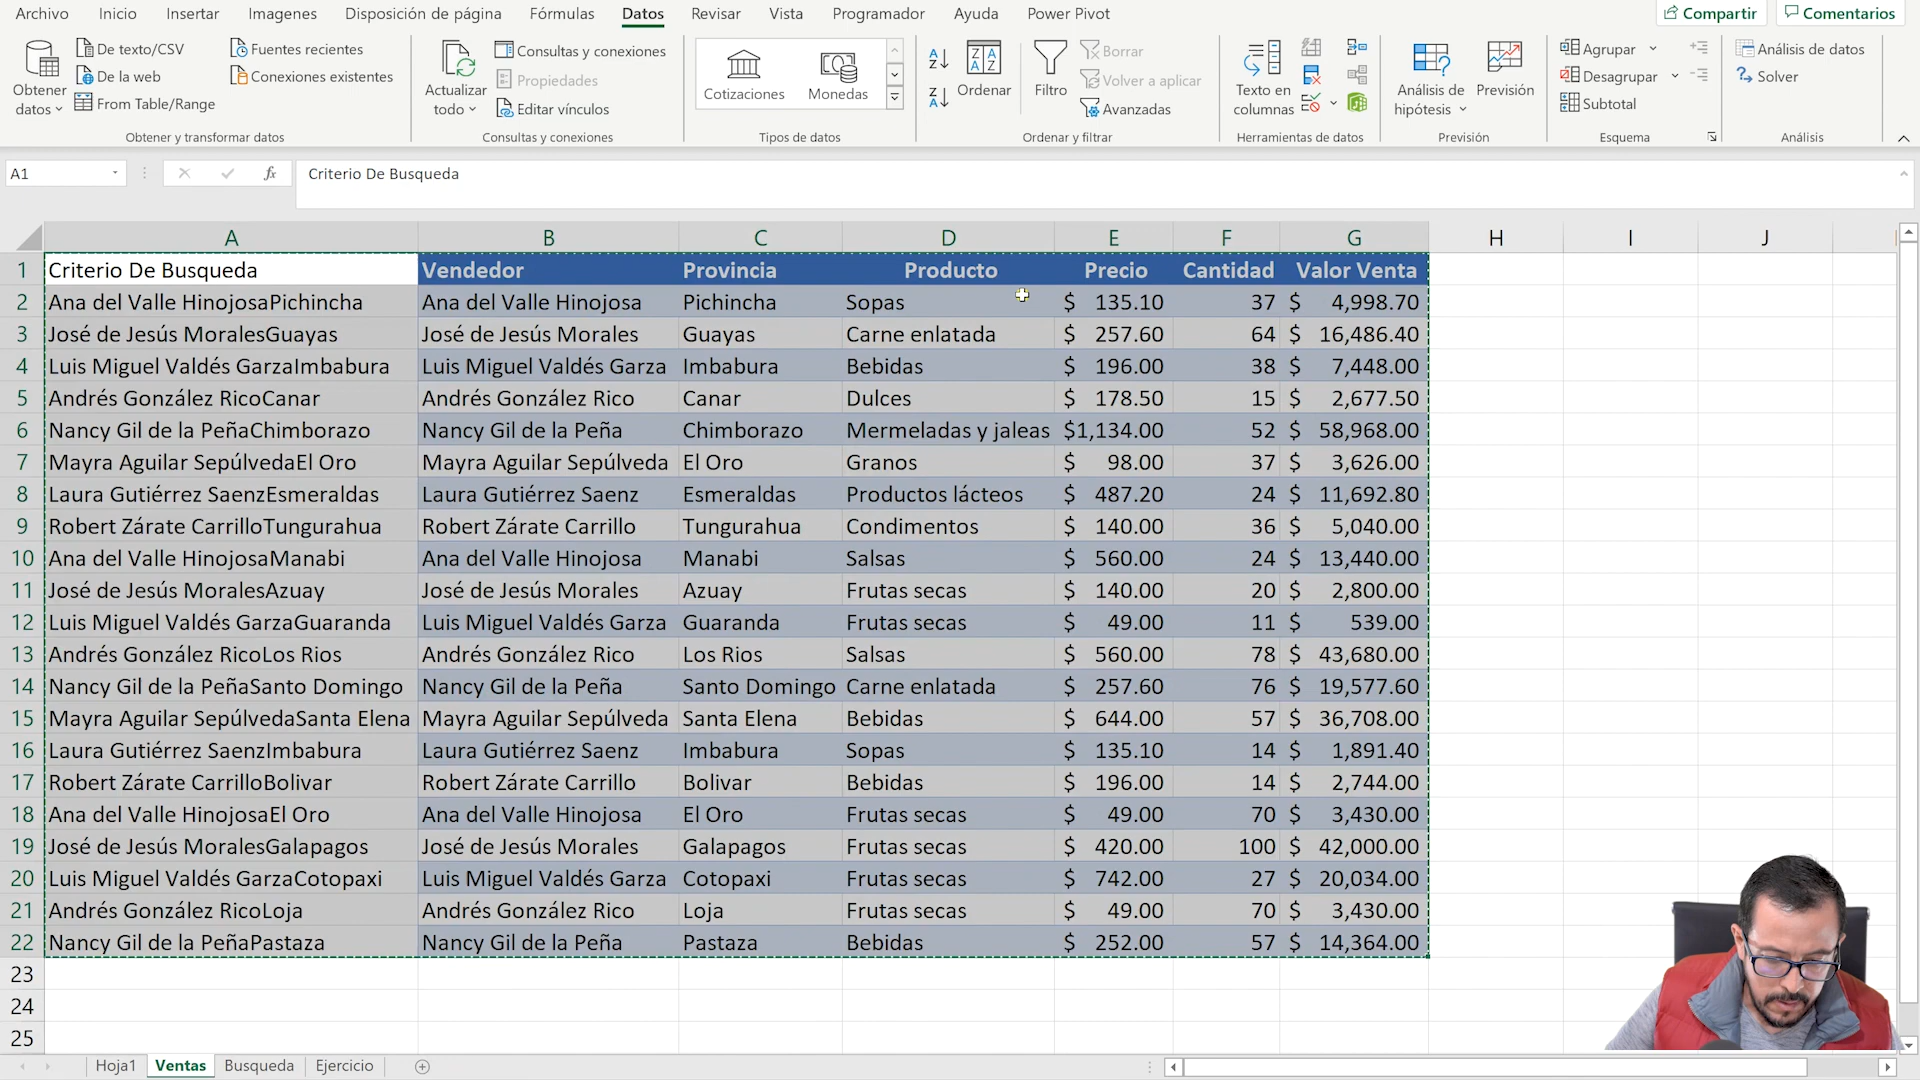 Archivo Inicio Insertar Imagenes Disposición de página Fórmulas Datos Revisar Vista Programador Ayuda Power Pivot Compartir Comentarios
Obtener datos
De texto/CSV
De la web
From Table/Range
Fuentes recientes
Conexiones existentes
Obtener y transformar datos
Actualizar todo
Consultas y conexiones
Propiedades
Editar vínculos
Consultas y conexiones
Cotizaciones
Monedas
Tipos de datos
Ordenar
Filtro
Borrar
Volver a aplicar
Avanzadas
Ordenar y filtrar
Texto en columnas
Herramientas de datos
Análisis de hipótesis
Previsión
Previsión
Agrupar
Desagrupar
Subtotal
Esquema
Análisis de datos
Solver
Análisis
A1 fx Criterio De Busqueda
A B C D E F G H I J
1 Criterio De Busqueda Vendedor Provincia Producto Precio Cantidad Valor Venta
2 Ana del Valle HinojosaPichincha Ana del Valle Hinojosa Pichincha Sopas $ 135.10 37 $ 4,998.70
3 José de Jesús MoralesGuayas José de Jesús Morales Guayas Carne enlatada $ 257.60 64 $ 16,486.40
4 Luis Miguel Valdés GarzaImbabura Luis Miguel Valdés Garza Imbabura Bebidas $ 196.00 38 $ 7,448.00
5 Andrés González RicoCanar Andrés González Rico Canar Dulces $ 178.50 15 $ 2,677.50
6 Nancy Gil de la PeñaChimborazo Nancy Gil de la Peña Chimborazo Mermeladas y jaleas $1,134.00 52 $ 58,968.00
7 Mayra Aguilar SepúlvedaEl Oro Mayra Aguilar Sepúlveda El Oro Granos $ 98.00 37 $ 3,626.00
8 Laura Gutiérrez SaenzEsmeraldas Laura Gutiérrez Saenz Esmeraldas Productos lácteos $ 487.20 24 $ 11,692.80
9 Robert Zárate CarrilloTungurahua Robert Zárate Carrillo Tungurahua Condimentos $ 140.00 36 $ 5,040.00
10 Ana del Valle HinojosaManabi Ana del Valle Hinojosa Manabi Salsas $ 560.00 24 $ 13,440.00
11 José de Jesús MoralesAzuay José de Jesús Morales Azuay Frutas secas $ 140.00 20 $ 2,800.00
12 Luis Miguel Valdés GarzaGuaranda Luis Miguel Valdés Garza Guaranda Frutas secas $ 49.00 11 $ 539.00
13 Andrés González RicoLos Rios Andrés González Rico Los Rios Salsas $ 560.00 78 $ 43,680.00
14 Nancy Gil de la PeñaSanto Domingo Nancy Gil de la Peña Santo Domingo Carne enlatada $ 257.60 76 $ 19,577.60
15 Mayra Aguilar SepúlvedaSanta Elena Mayra Aguilar Sepúlveda Santa Elena Bebidas $ 644.00 57 $ 36,708.00
16 Laura Gutiérrez SaenzImbabura Laura Gutiérrez Saenz Imbabura Sopas $ 135.10 14 $ 1,891.40
17 Robert Zárate CarrilloBolivar Robert Zárate Carrillo Bolivar Bebidas $ 196.00 14 $ 2,744.00
18 Ana del Valle HinojosaEl Oro Ana del Valle Hinojosa El Oro Frutas secas $ 49.00 70 $ 3,430.00
19 José de Jesús MoralesGalapagos José de Jesús Morales Galapagos Frutas secas $ 420.00 100 $ 42,000.00
20 Luis Miguel Valdés GarzaCotopaxi Luis Miguel Valdés Garza Cotopaxi Frutas secas $ 742.00 27 $ 20,034.00
21 Andrés González RicoLoja Andrés González Rico Loja Frutas secas $ 49.00 70 $ 3,430.00
22 Nancy Gil de la PeñaPastaza Nancy Gil de la Peña Pastaza Bebidas $ 252.00 57 $ 14,364.00
23
24
25
Hoja1 Ventas Busqueda Ejercicio